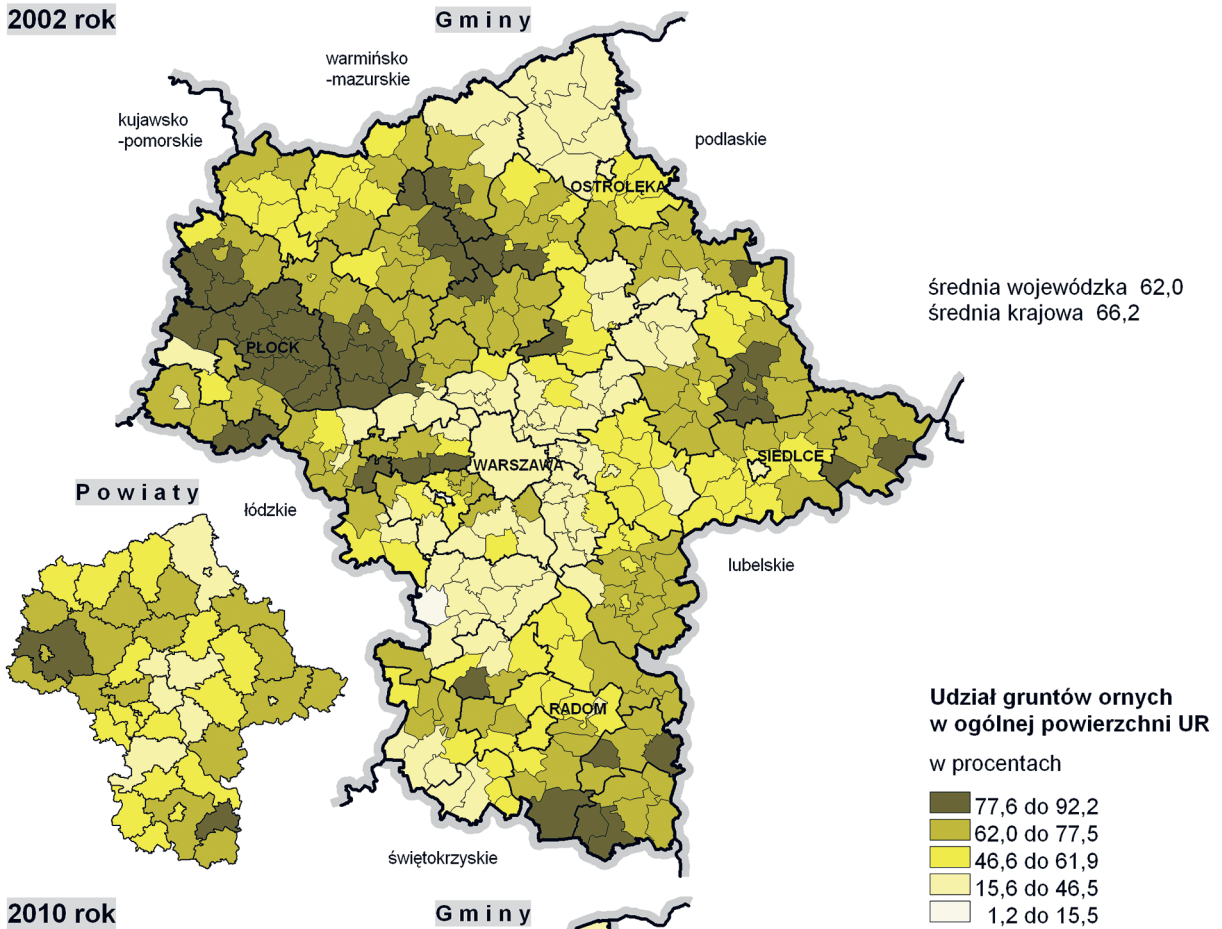 2002 rok
Gminy
warmińsko
-mazurskie
kujawsko
-pomorskie
podlaskie
OSTROŁĘKA
średnia wojewódzka 62,0
średnia krajowa 66,2
PŁOCK
WARSZAWA
SIEDLCE
Powiaty
łódzkie
lubelskie
RADOM
świętokrzyskie
Udział gruntów ornych
w ogólnej powierzchni UR
w procentach
77,6 do 92,2
62,0 do 77,5
46,6 do 61,9
15,6 do 46,5
1,2 do 15,5
2010 rok
Gminy